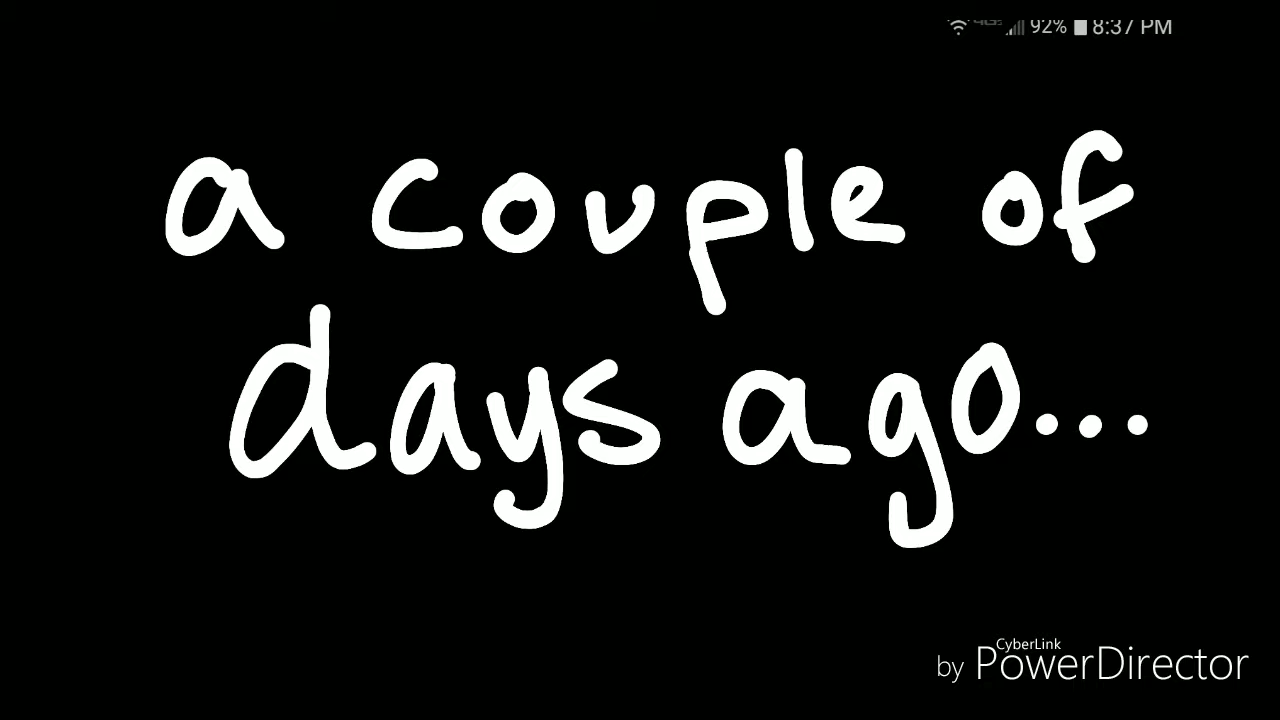 92% 8:37 PM
a couple of
days ago...
CyberLink
by PowerDirector